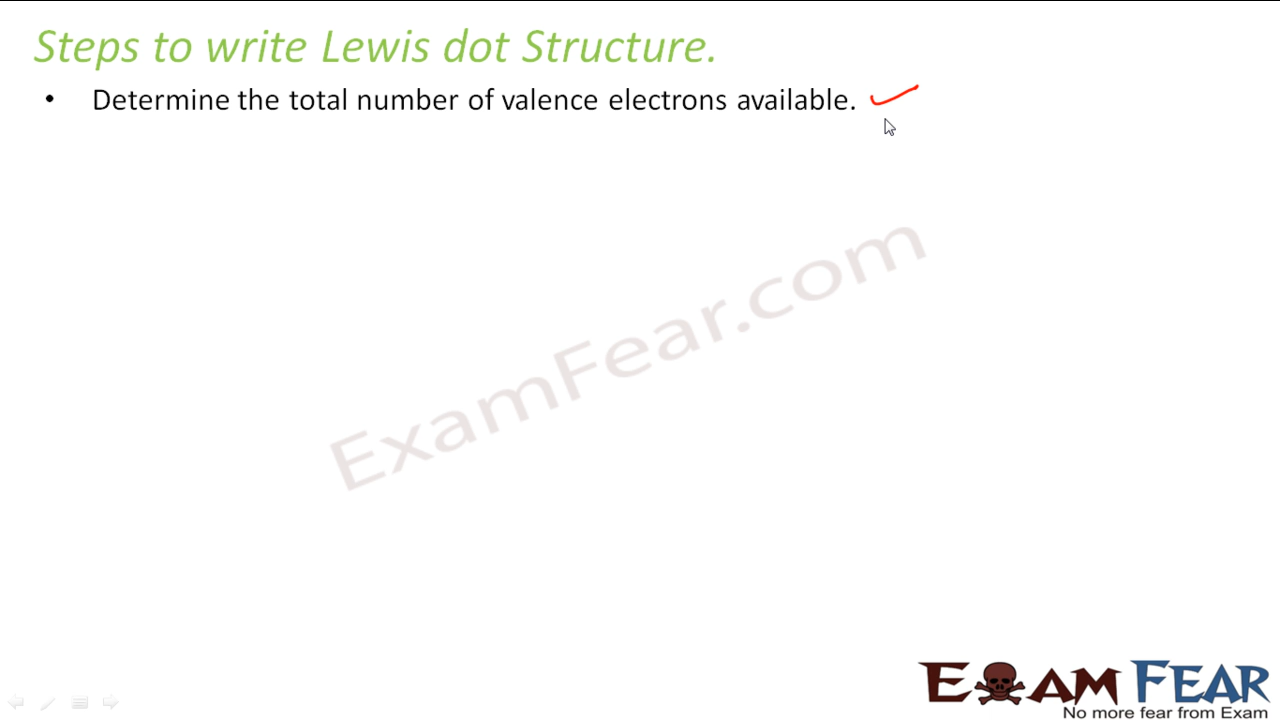 Steps to write Lewis dot Structure.
• Determine the total number of valence electrons available.
ExamFear.com
EXAM FEAR
No more fear from Exam